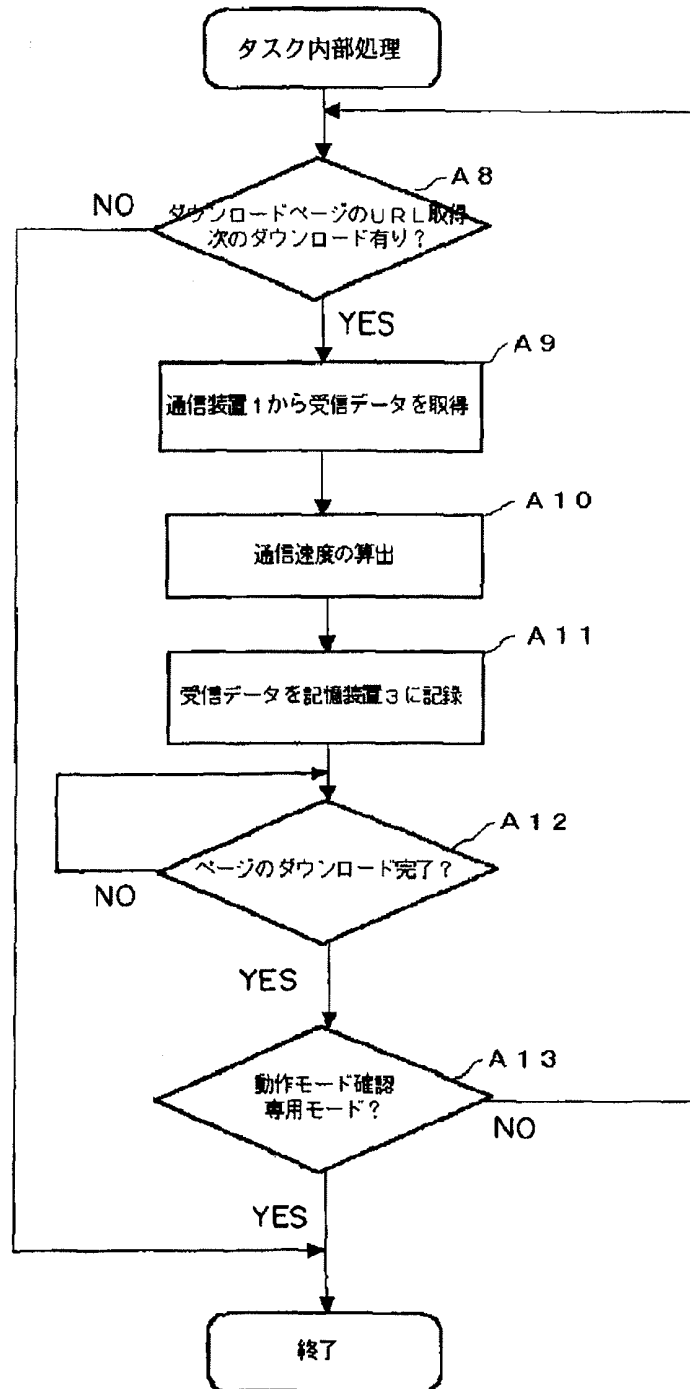 タスク内部処理
A8
NO
ダウンロードページのURL取得
次のダウンロード有り?
YES
A9
通信装置1から受信データを取得
A10
通信速度の算出
A11
受信データを記憶装置3に記録
A12
ページのダウンロード完了?
NO
YES
A13
動作モード確認
専用モード?
NO
YES
終了